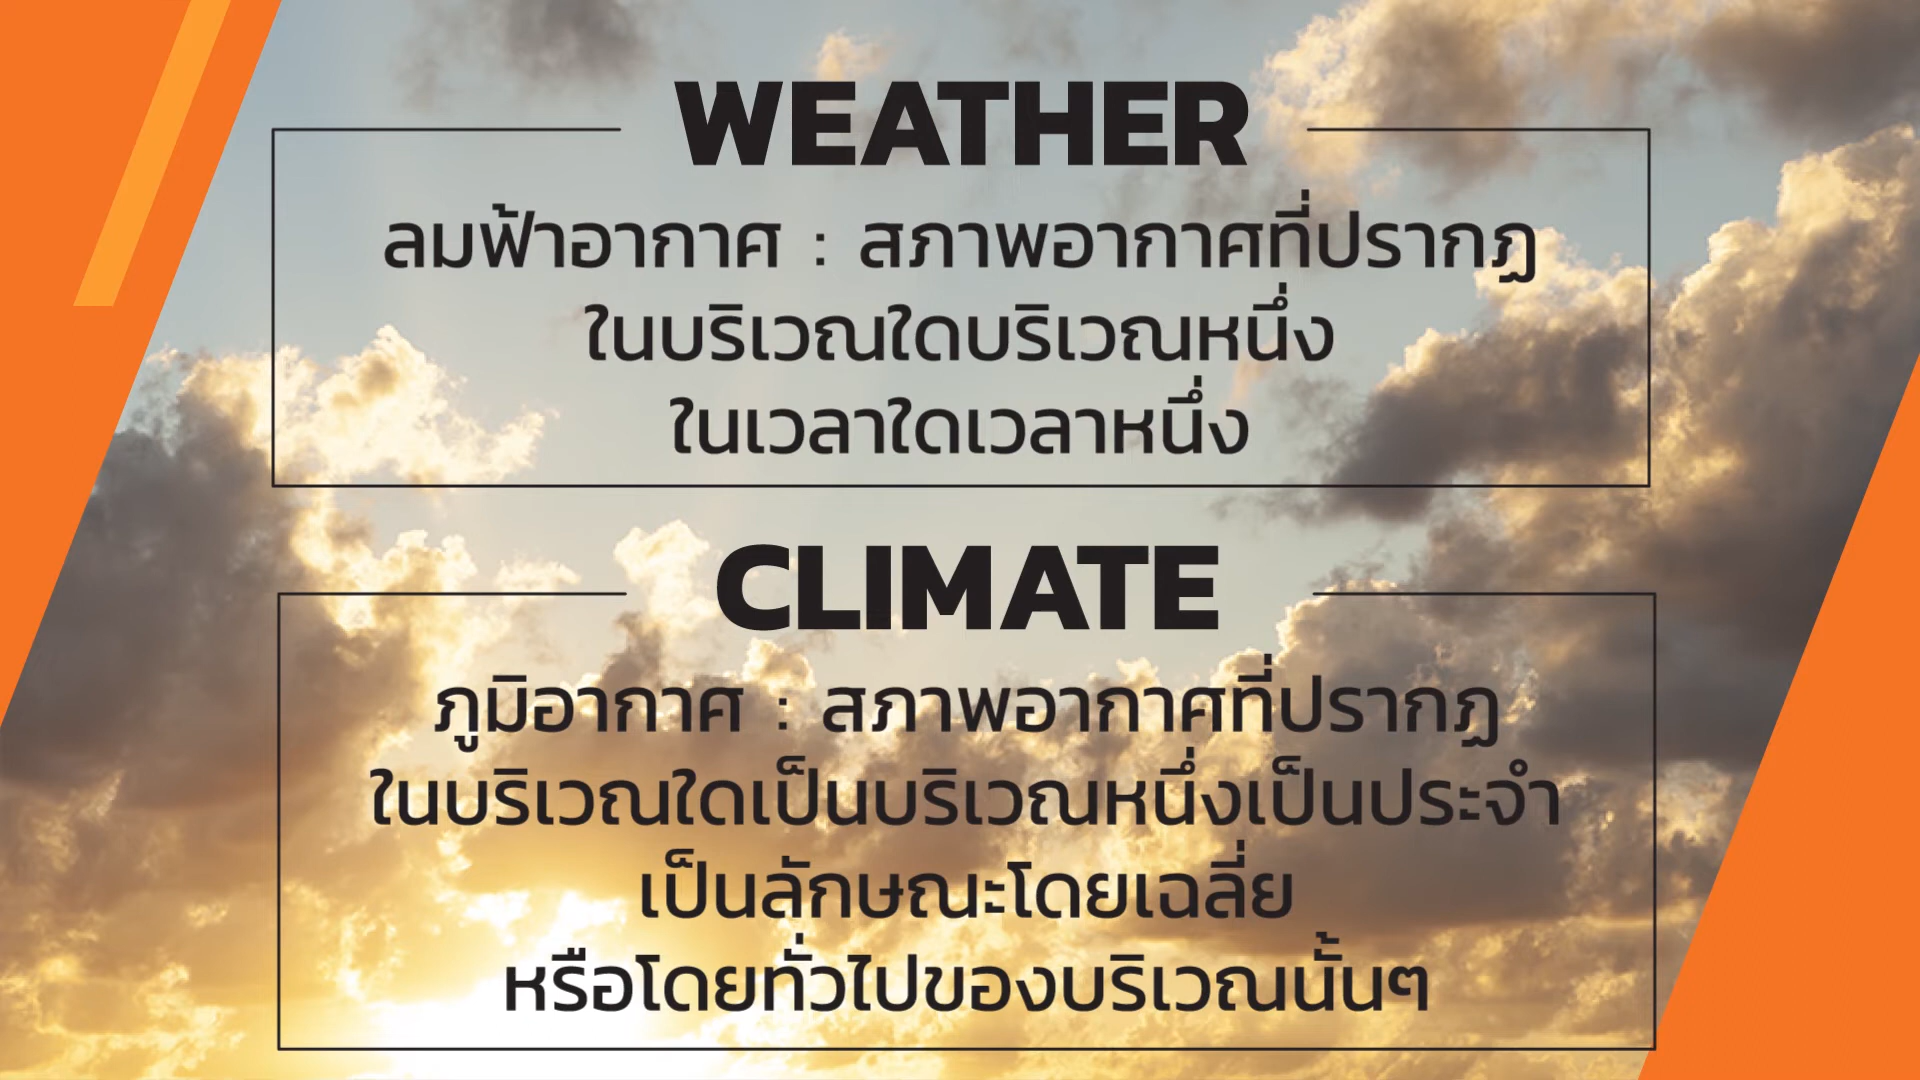 WEATHER
ลมฟ้าอากาศ : สภาพอากาศที่ปรากฏ
ในบริเวณใดบริเวณหนึ่ง
ในเวลาใดเวลาหนึ่ง
CLIMATE
ภูมิอากาศ : สภาพอากาศที่ปรากฏ
ในบริเวณใดเป็นบริเวณหนึ่งเป็นประจำ
เป็นลักษณะโดยเฉลี่ย
หรือโดยทั่วไปของบริเวณนั้นๆ